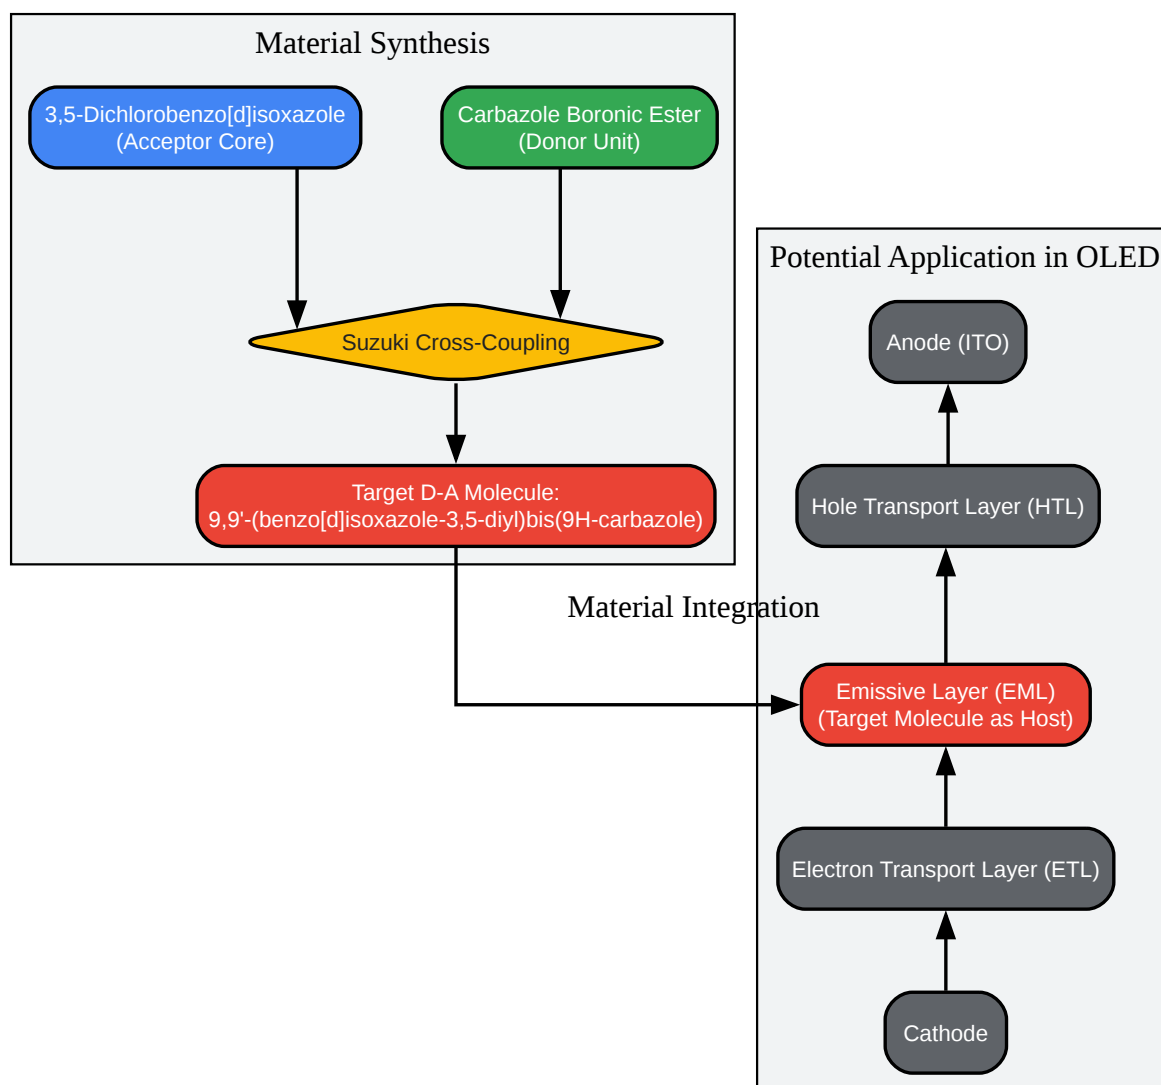 Material Synthesis
3,5-Dichlorobenzo[d]isoxazole
(Acceptor Core)
Carbazole Boronic Ester
(Donor Unit)
Suzuki Cross-Coupling
Target D-A Molecule:
9,9'-(benzo[d]isoxazole-3,5-diyl)bis(9H-carbazole)
Material Integration
Potential Application in OLED
Anode (ITO)
Hole Transport Layer (HTL)
Emissive Layer (EML)
(Target Molecule as Host)
Electron Transport Layer (ETL)
Cathode